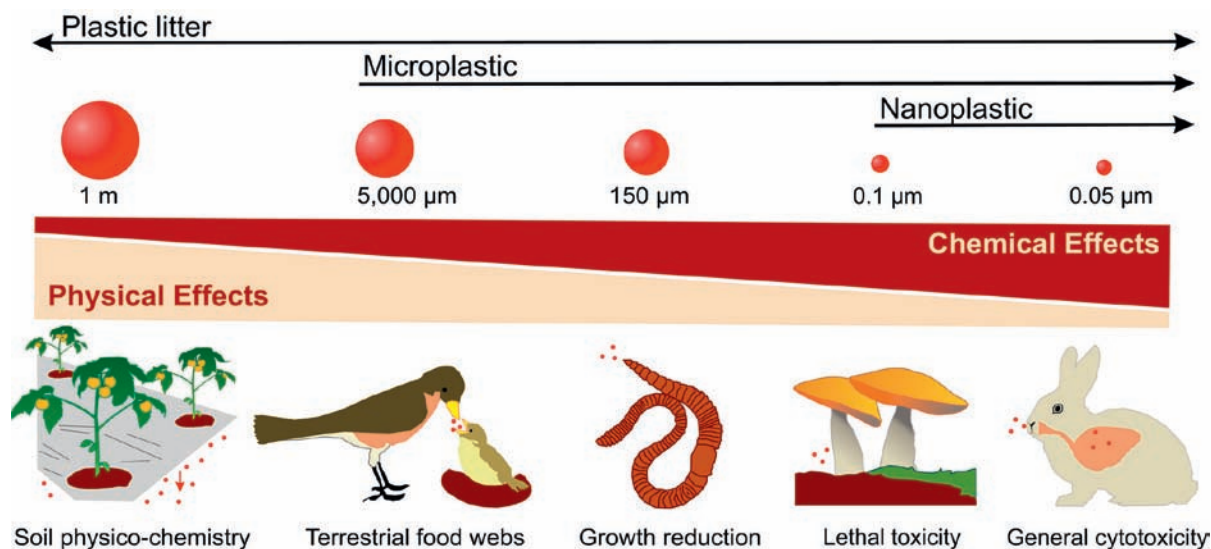 Plastic litter
Microplastic
Nanoplastic
1 m
5,000 μm
150 μm
0.1 μm
0.05 μm
Chemical Effects
Physical Effects
Soil physico-chemistry
Terrestrial food webs
Growth reduction
Lethal toxicity
General cytotoxicity